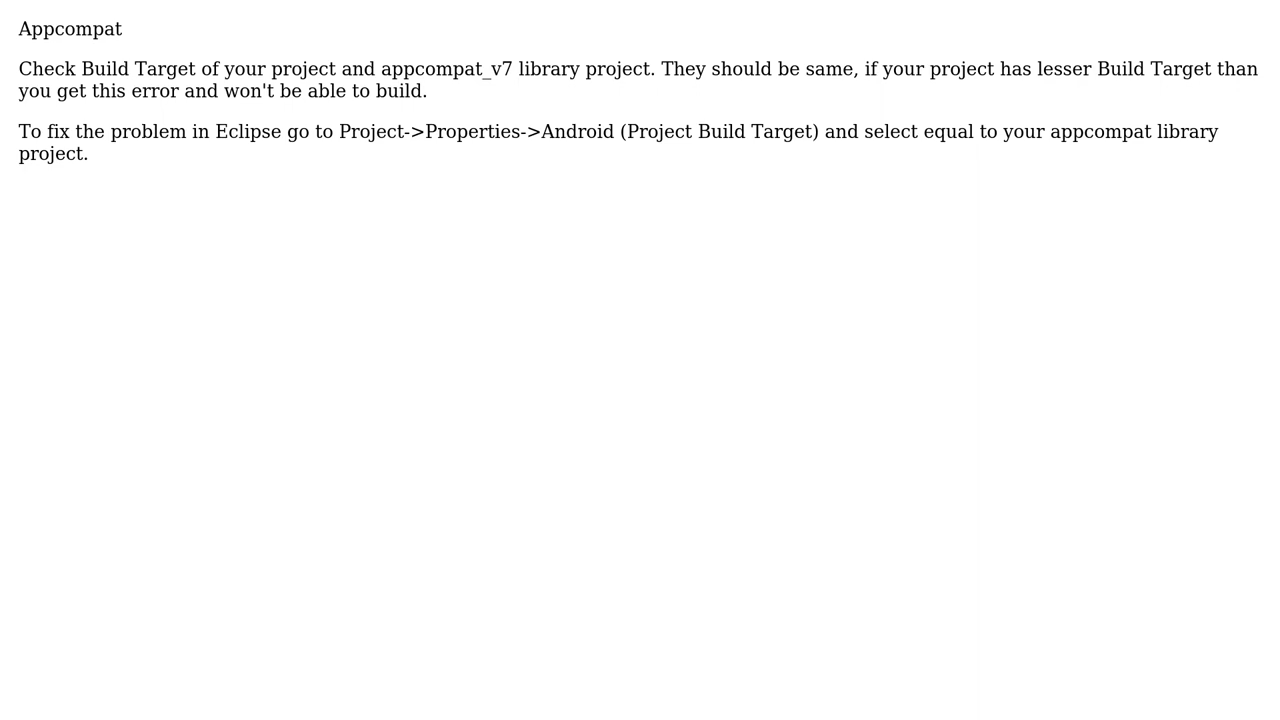 Appcompat
Check Build Target of your project and appcompat_v7 library project. They should be same, if your project has lesser Build Target than
you get this error and won't be able to build.
To fix the problem in Eclipse go to Project->Properties->Android (Project Build Target) and select equal to your appcompat library
project.